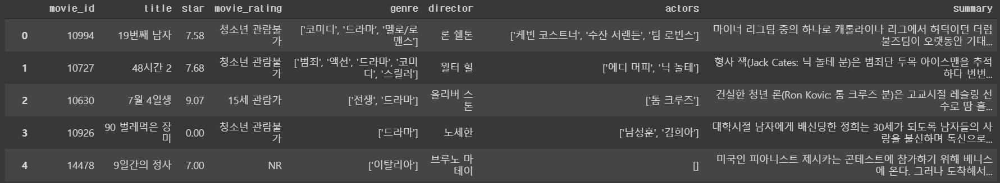 movie_id title star movie_rating genre director actors summary
0 10994 19번째 남자 7.58 청소년 관람불가 ['코미디', '드라마', '멜로/로맨스'] 론 쉘톤 ['케빈 코스트너', '수잔 서랜든', '팀 로빈스'] 마이너 리그팀 중의 하나로 캐롤라이나 리그에서 허덕이던 더럼 불즈팀이 오랫동안 기대...
1 10727 48시간 2 7.68 청소년 관람불가 ['범죄', '액션', '드라마', '코미디', '스릴러'] 월터 힐 ['에디 머피', '닉 놀테'] 형사 잭(Jack Cates: 닉 놀테 분)은 범죄단 두목 아이스맨을 추적하다 번번...
2 10630 7월 4일생 9.07 15세 관람가 ['전쟁', '드라마'] 올리버 스톤 ['톰 크루즈'] 건실한 청년 론(Ron Kovic: 톰 크루즈 분)은 고교시절 레슬링 선수로 땀 흘...
3 10926 90 벌레먹은 장미 0.00 청소년 관람불가 ['드라마'] 노세한 ['남성훈', '김희아'] 대학시절 남자에게 배신당한 정희는 30세가 되도록 남자들의 사랑을 불신하며 독신으로...
4 14478 9일간의 정사 7.00 NR ['이탈리아'] 브루노 마테이 [] 미국인 피아니스트 제시카는 콘테스트에 참가하기 위해 베니스에 온다. 그러나 도착해서...